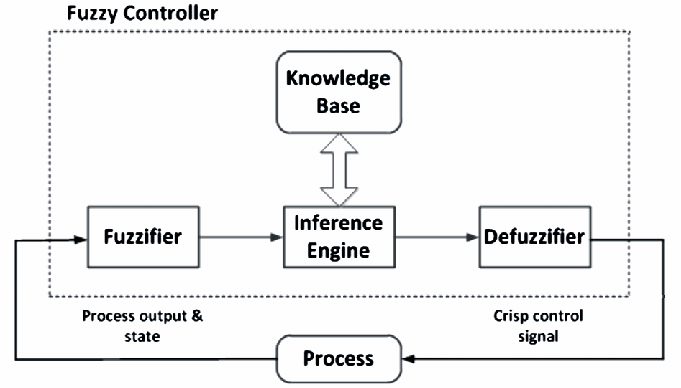 Fuzzy Controller
Knowledge
Base
Fuzzifier
Inference
Engine
Defuzzifier
Process output &
state
Crisp control
signal
Process